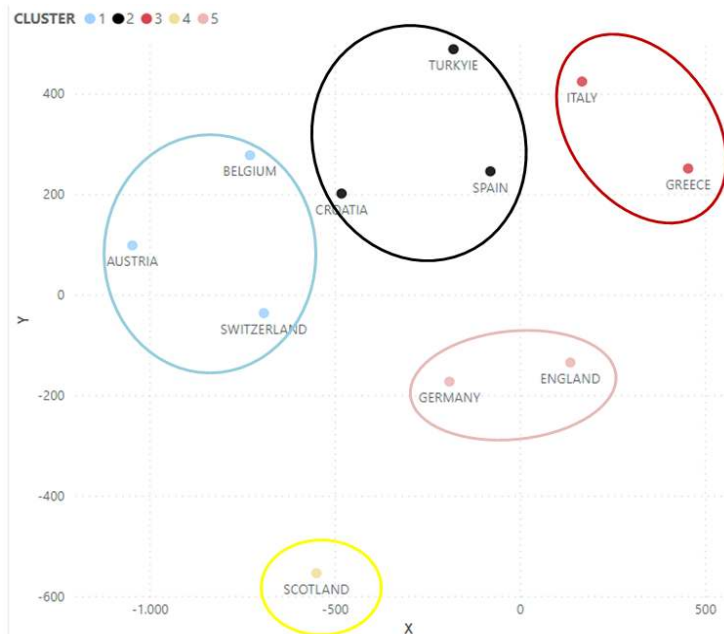 CLUSTER 1 2 3 4 5
TURKYIE
400
ITALY
BELGIUM
SPAIN
GREECE
200
CROATIA
AUSTRIA
0
SWITZERLAND
Y
ENGLAND
-200
GERMANY
-400
SCOTLAND
-600
-1.000 -500 0 500
X